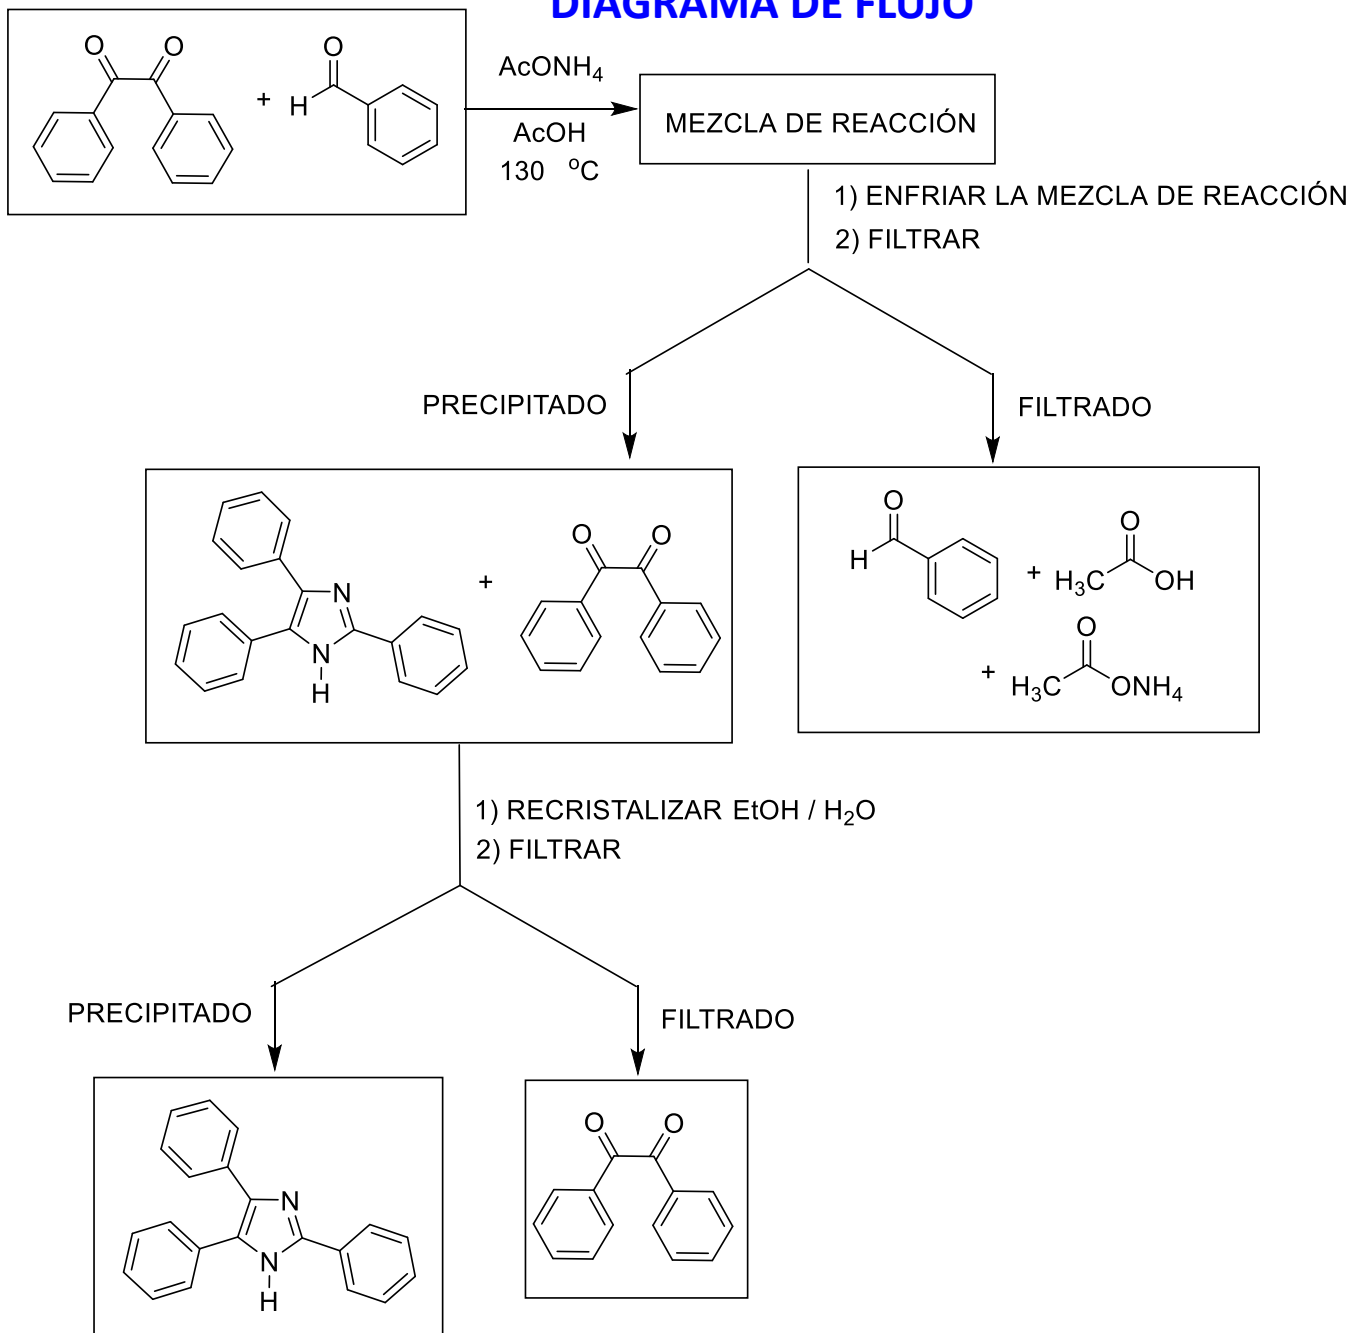 DIAGRAMA DE FLUJO
O O
+
O
H
AcONH4
AcOH
130 oC
MEZCLA DE REACCIÓN
1) ENFRIAR LA MEZCLA DE REACCIÓN
2) FILTRAR
PRECIPITADO
FILTRADO
N
N
H
+
O O
O
H
+
O
H3C OH
+
O
H3C ONH4
1) RECRISTALIZAR EtOH / H2O
2) FILTRAR
PRECIPITADO
FILTRADO
N
N
H
O O